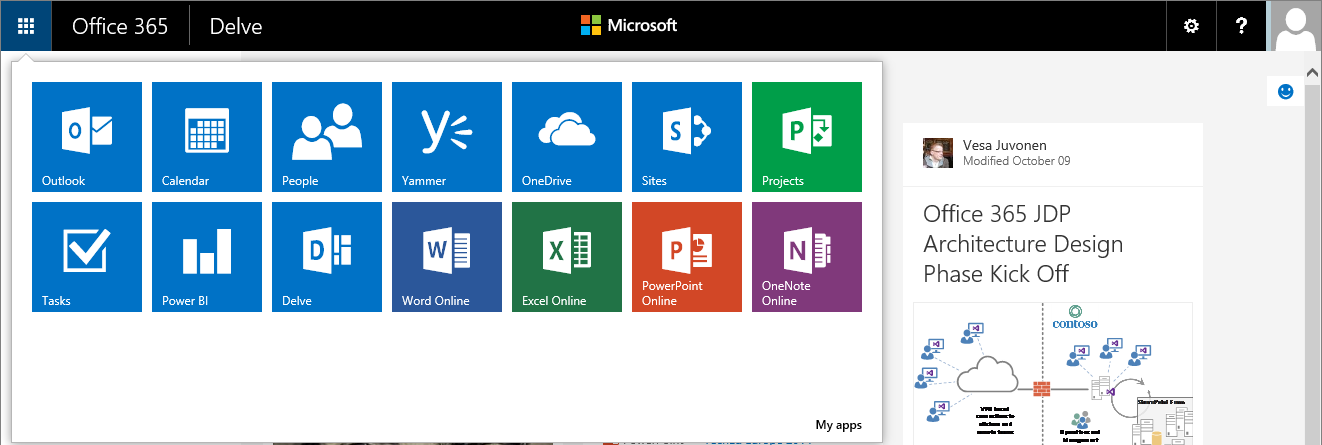 Office 365 Delve Microsoft ?
Outlook Calendar People Yammer OneDrive Sites Projects
Tasks Power BI Delve Word Online Excel Online PowerPoint
Online OneNote
Online
My apps
Vesa Juvonen
Modified October 09
Office 365 JDP
Architecture Design
Phase Kick Off
contoso